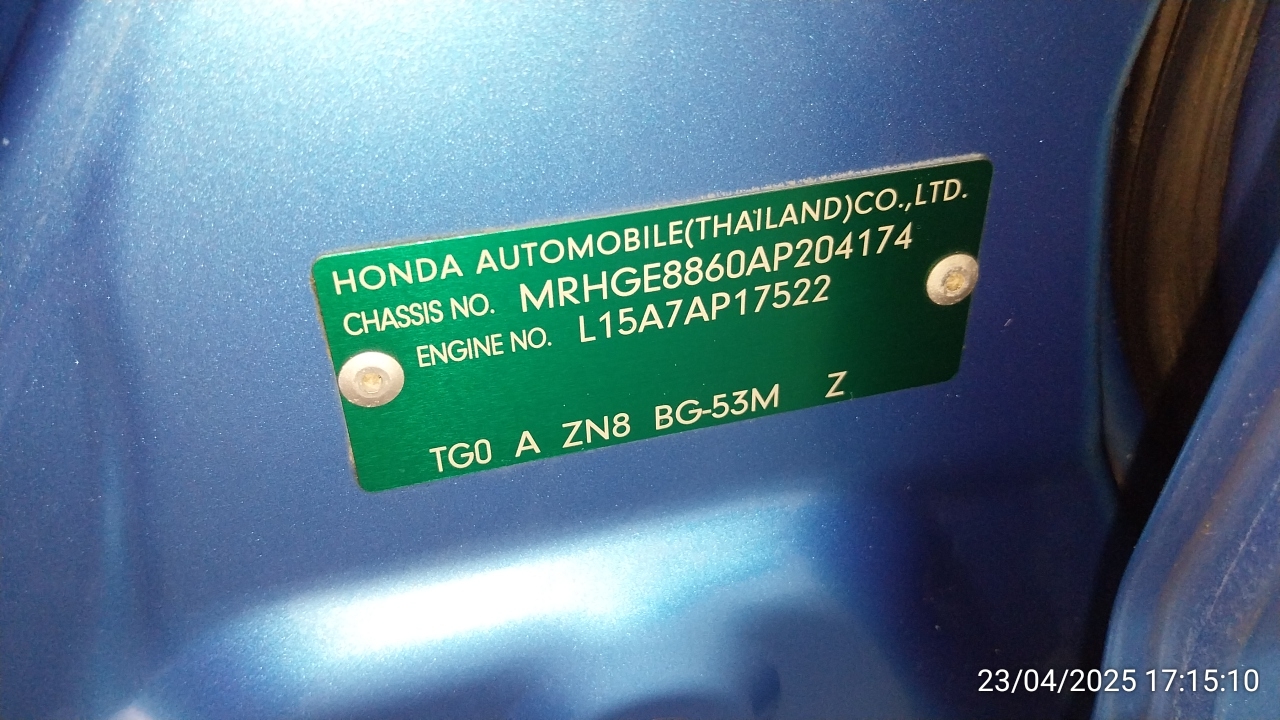 HONDA AUTOMOBILE(THAILAND)CO.,LTD.
CHASSIS NO. MRHGE8860AP204174
ENGINE NO. L15A7AP17522
TG0 A ZN8 BG-53M Z
23/04/2025 17:15:10